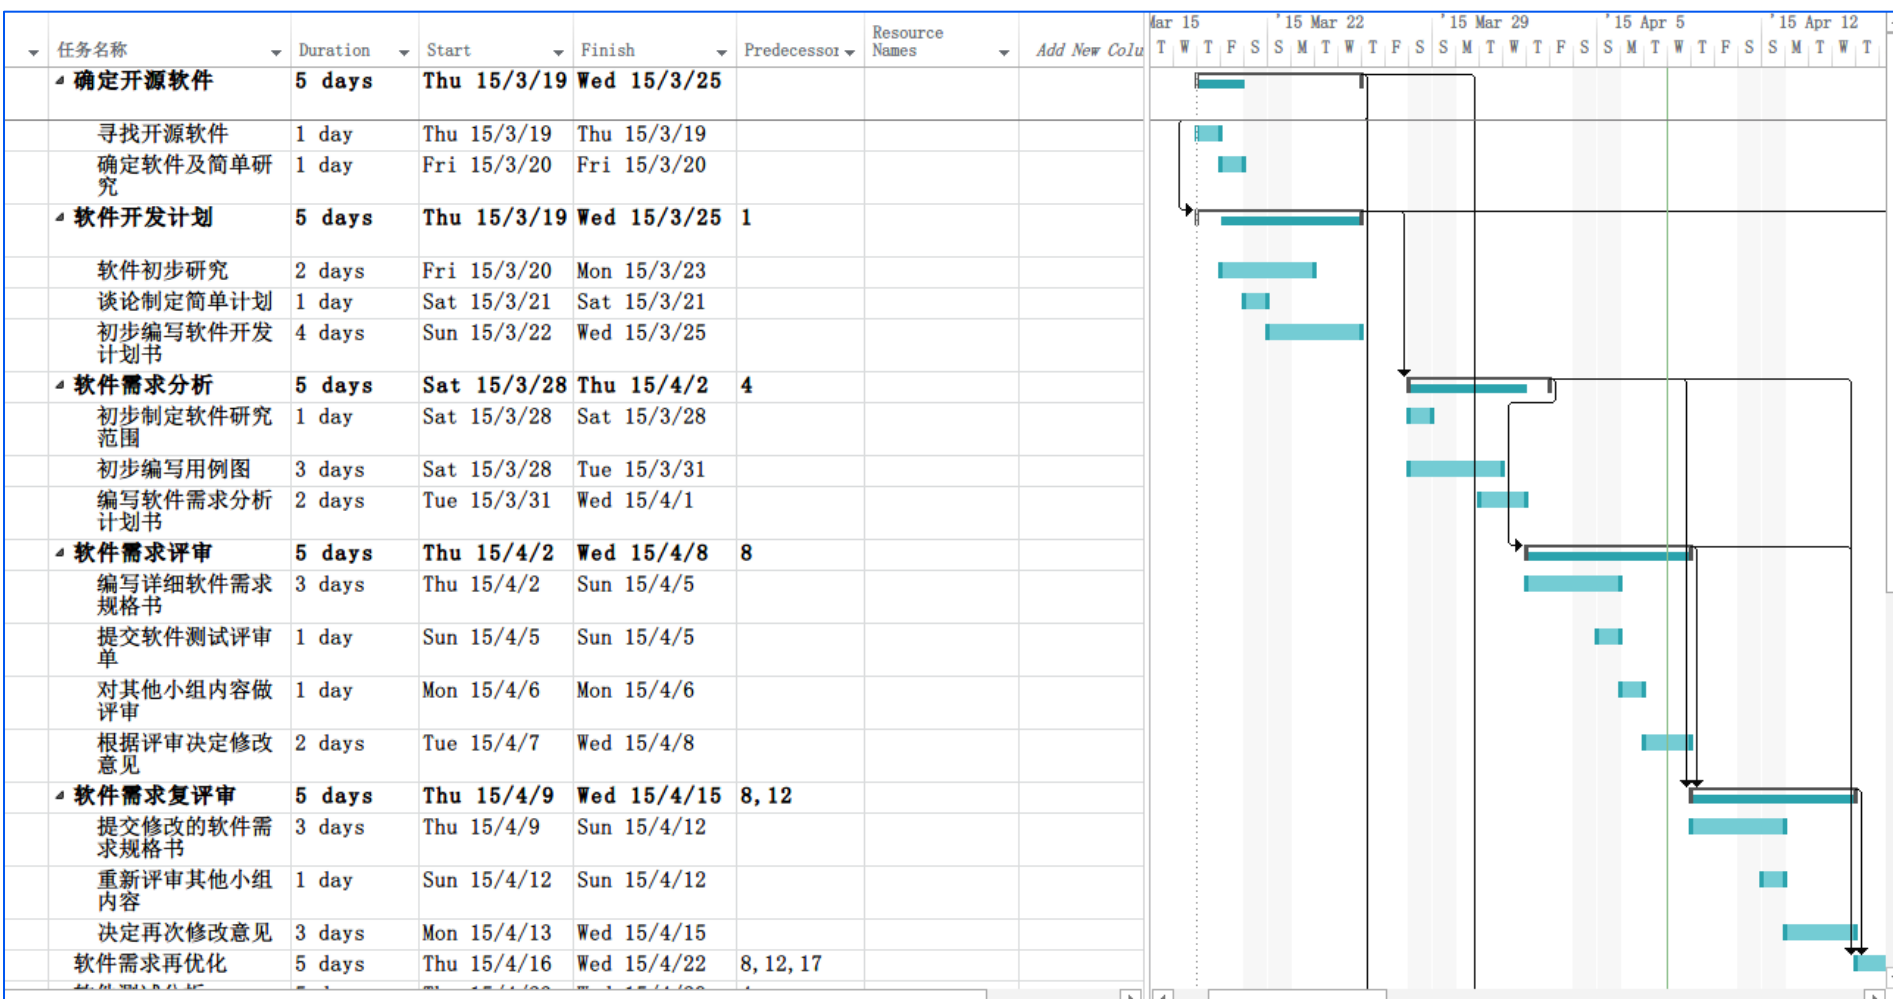 Mar 15 '15 Mar 22 '15 Mar 29 '15 Apr 5 '15 Apr 12
任务名称 Duration Start Finish Predecessor Resource Names Add New Colu
T W T F S S M T W T F S S M T W T F S S M T W T F S S M T W T
确定开源软件 5 days Thu 15/3/19 Wed 15/3/25
寻找开源软件 1 day Thu 15/3/19 Thu 15/3/19
确定软件及简单研
究 1 day Fri 15/3/20 Fri 15/3/20
软件开发计划 5 days Thu 15/3/19 Wed 15/3/25 1
软件初步研究 2 days Fri 15/3/20 Mon 15/3/23
谈论制定简单计划 1 day Sat 15/3/21 Sat 15/3/21
初步编写软件开发
计划书 4 days Sun 15/3/22 Wed 15/3/25
软件需求分析 5 days Sat 15/3/28 Thu 15/4/2 4
初步制定软件研究
范围 1 day Sat 15/3/28 Sat 15/3/28
初步编写用例图 3 days Sat 15/3/28 Tue 15/3/31
编写软件需求分析
计划书 2 days Tue 15/3/31 Wed 15/4/1
软件需求评审 5 days Thu 15/4/2 Wed 15/4/8 8
编写详细软件需求
规格书 3 days Thu 15/4/2 Sun 15/4/5
提交软件测试评审
单 1 day Sun 15/4/5 Sun 15/4/5
对其他小组内容做
评审 1 day Mon 15/4/6 Mon 15/4/6
根据评审决定修改
意见 2 days Tue 15/4/7 Wed 15/4/8
软件需求复评审 5 days Thu 15/4/9 Wed 15/4/15 8,12
提交修改的软件需
求规格书 3 days Thu 15/4/9 Sun 15/4/12
重新评审其他小组
内容 1 day Sun 15/4/12 Sun 15/4/12
决定再次修改意见 3 days Mon 15/4/13 Wed 15/4/15
软件需求再优化 5 days Thu 15/4/16 Wed 15/4/22 8,12,17